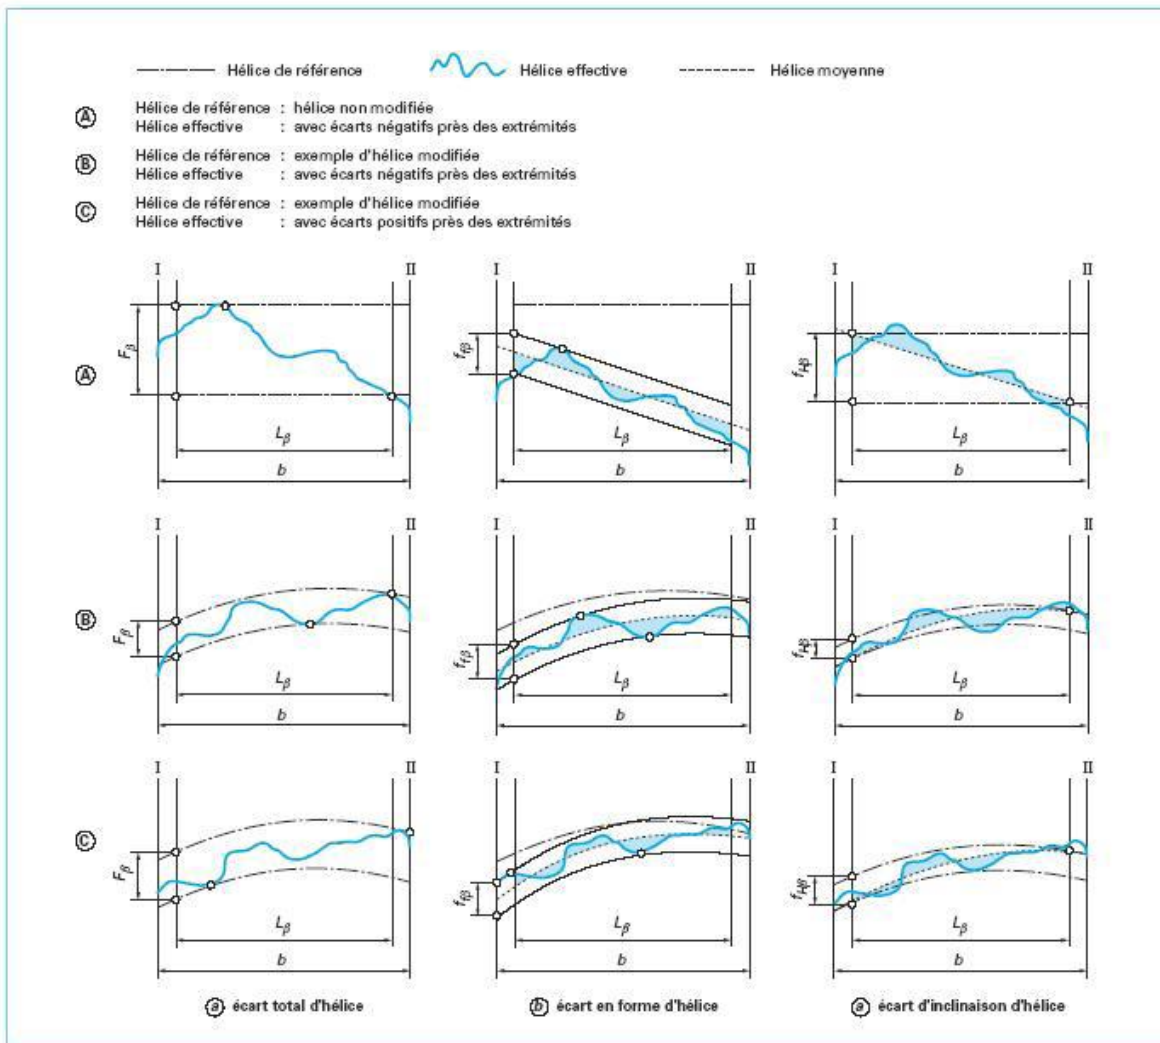 Hélice de référence Hélice effective Hélice moyenne
A Hélice de référence : hélice non modifiée
Hélice effective : avec écarts négatifs près des extrémités
B Hélice de référence : exemple d'hélice modifiée
Hélice effective : avec écarts négatifs près des extrémités
C Hélice de référence : exemple d'hélice modifiée
Hélice effective : avec écarts positifs près des extrémités
I II I II I II
A Fβ ffβ fHβ
Lβ Lβ Lβ
b b b
I II I II I II
B Fβ ffβ fHβ
Lβ Lβ Lβ
b b b
I II I II I II
C Fβ ffβ fHβ
Lβ Lβ Lβ
b b b
a écart total d'hélice b écart en forme d'hélice a écart d'inclinaison d'hélice